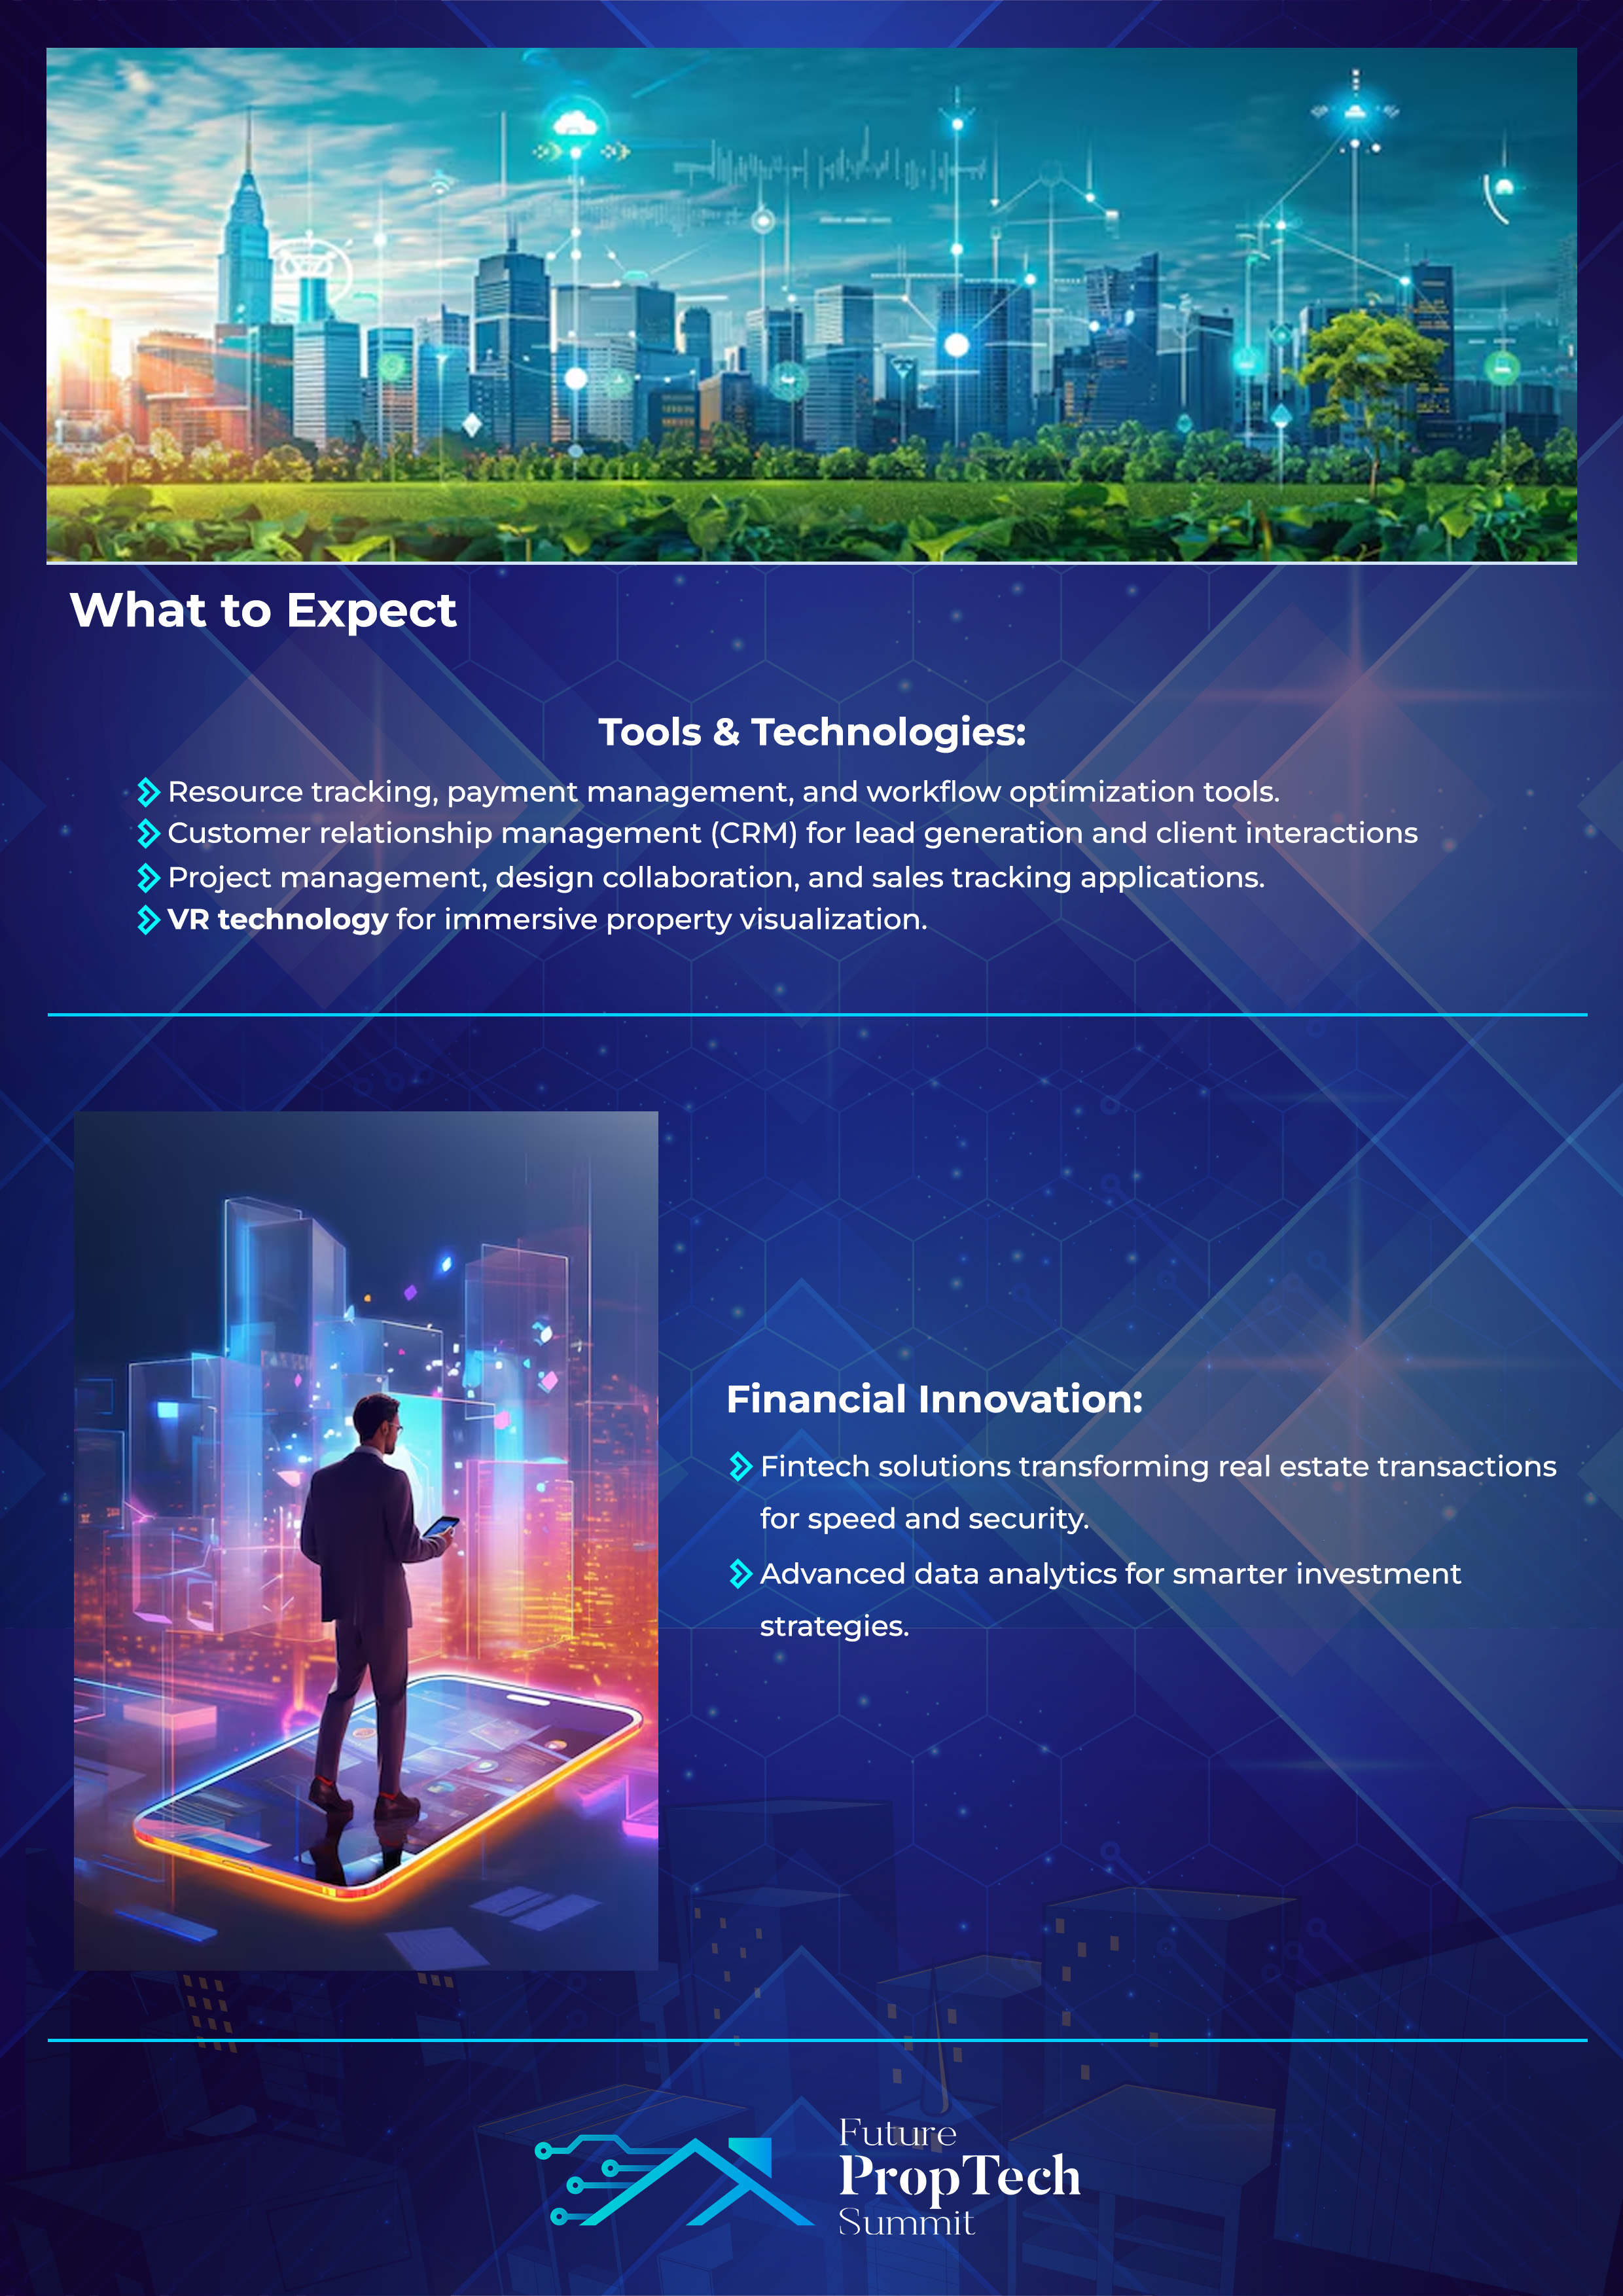 What to Expect
Tools & Technologies:
Resource tracking, payment management, and workflow optimization tools.
Customer relationship management (CRM) for lead generation and client interactions
Project management, design collaboration, and sales tracking applications.
VR technology for immersive property visualization.
Financial Innovation:
Fintech solutions transforming real estate transactions
for speed and security.
Advanced data analytics for smarter investment
strategies.
Future
PropTech
Summit